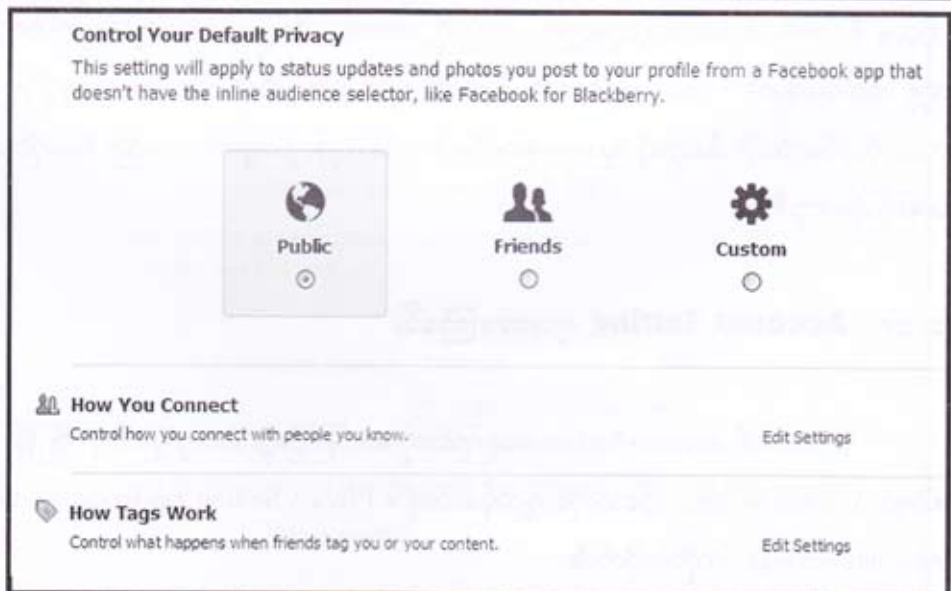 Control Your Default Privacy
This setting will apply to status updates and photos you post to your profile from a Facebook app that
doesn't have the inline audience selector, like Facebook for Blackberry.
Public Friends Custom
How You Connect
Control how you connect with people you know. Edit Settings
How Tags Work
Control what happens when friends tag you or your content. Edit Settings